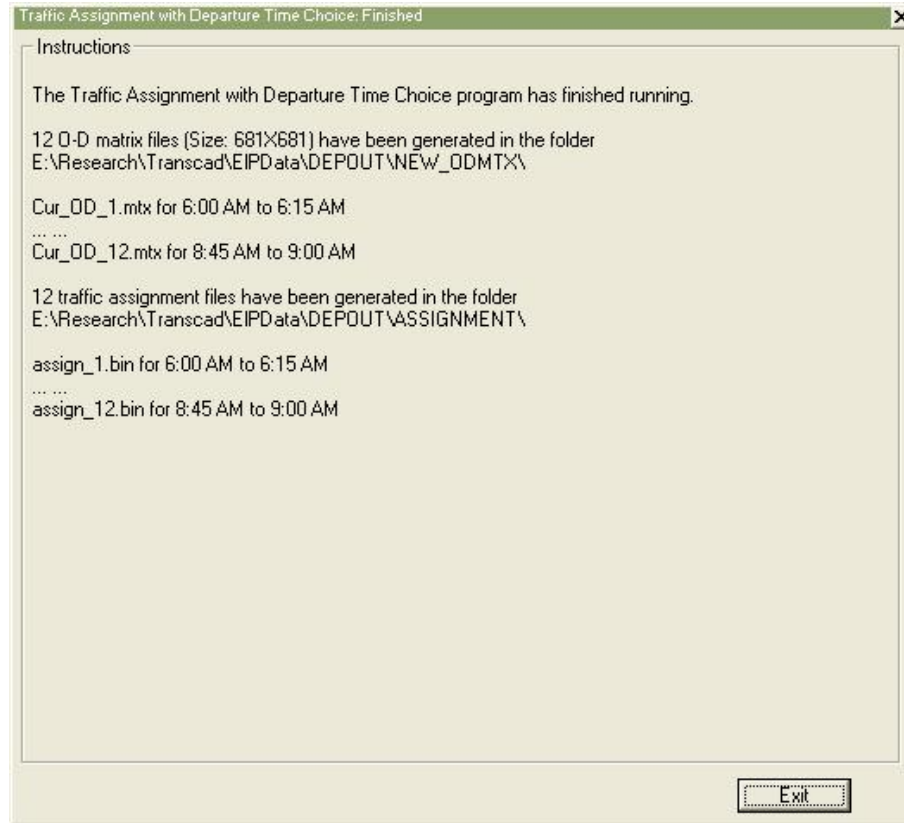 Traffic Assignment with Departure Time Choice: Finished
Instructions
The Traffic Assignment with Departure Time Choice program has finished running.
12 O-D matrix files (Size: 681X681) have been generated in the folder
E:\Research\Transcad\EIPData\DEPOUT\NEW_ODMTX\
Cur_OD_1.mtx for 6:00 AM to 6:15 AM
... ...
Cur_OD_12.mtx for 8:45 AM to 9:00 AM
12 traffic assignment files have been generated in the folder
E:\Research\Transcad\EIPData\DEPOUT\ASSIGNMENT\
assign_1.bin for 6:00 AM to 6:15 AM
... ...
assign_12.bin for 8:45 AM to 9:00 AM
Exit